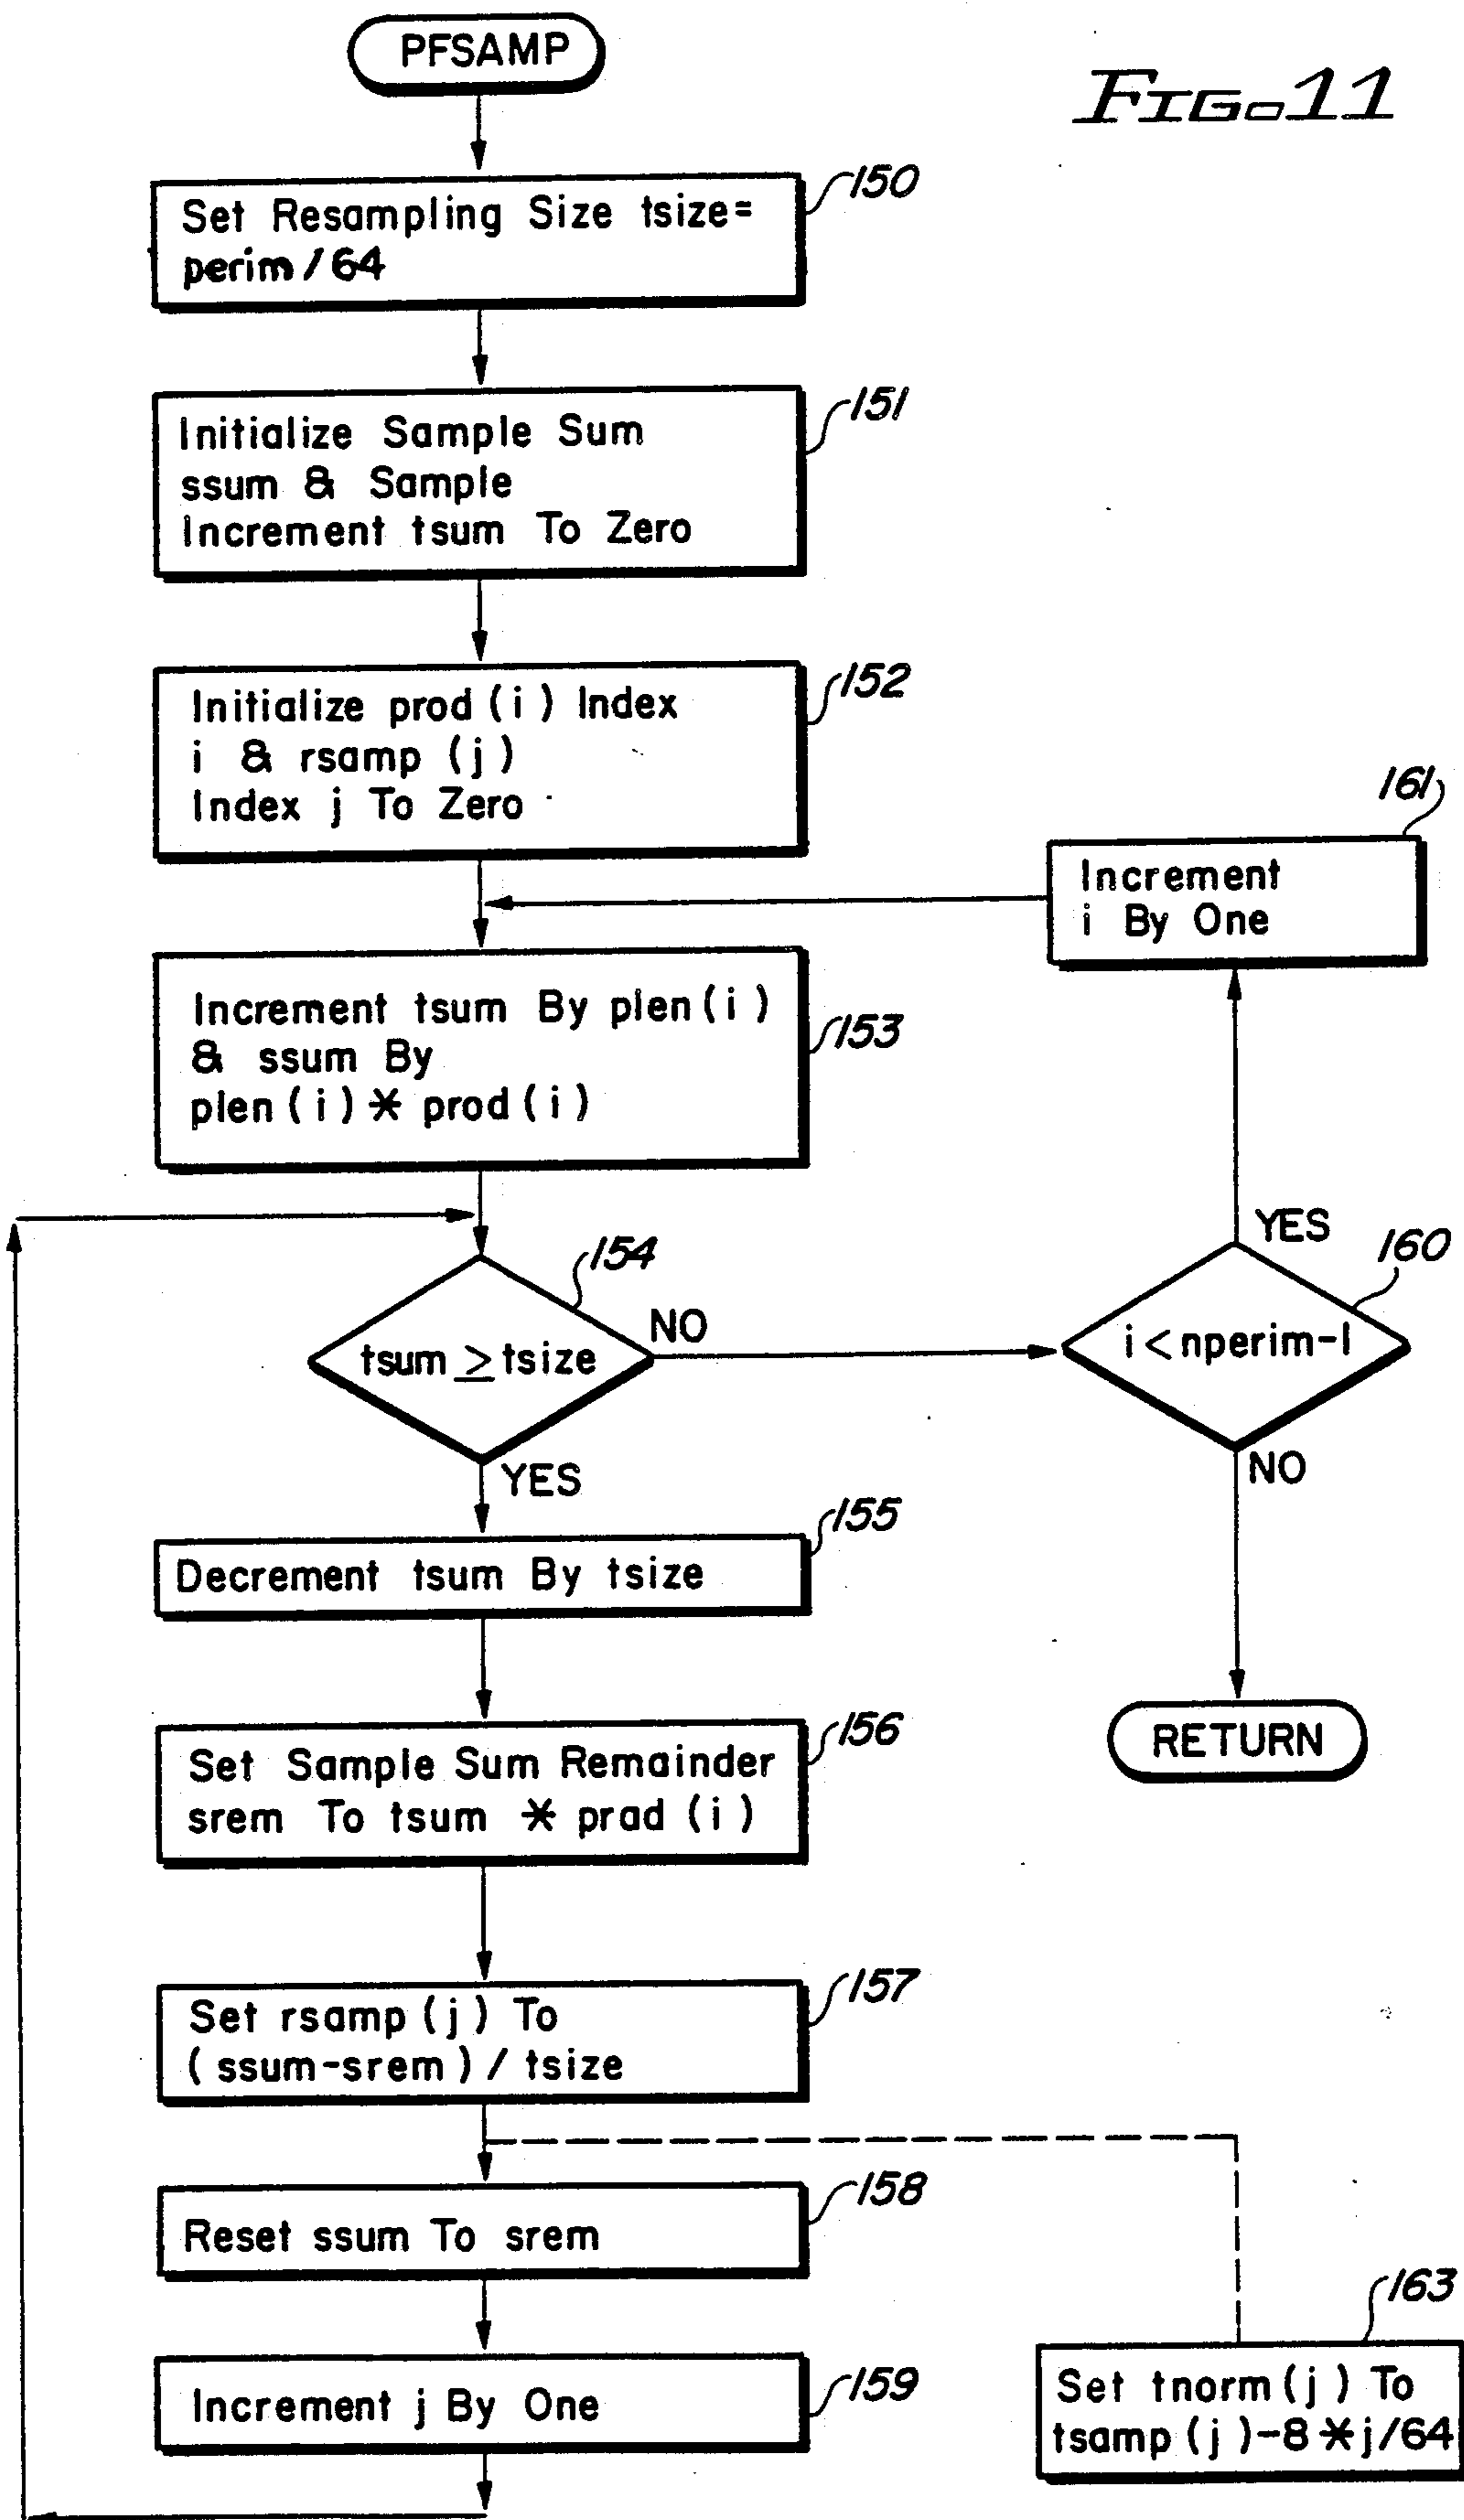 PFSAMP
FIG. 11
150
Set Resampling Size tsize=
perim/64
151
Initialize Sample Sum
ssum & Sample
Increment tsum To Zero
152
Initialize prod (i) Index
i & rsamp (j)
Index j To Zero
161
Increment
i By One
153
Increment tsum By plen(i)
& ssum By
plen(i) * prod(i)
YES
154
160
NO
tsum ≥ tsize
i<nperim-1
YES
NO
155
Decrement tsum By tsize
156
Set Sample Sum Remainder
srem To tsum * prad (i)
RETURN
157
Set rsamp (j) To
(ssum-srem)/ tsize
158
Reset ssum To srem
163
Set tnorm(j) To
tsamp(j)-8*j/64
159
Increment j By One